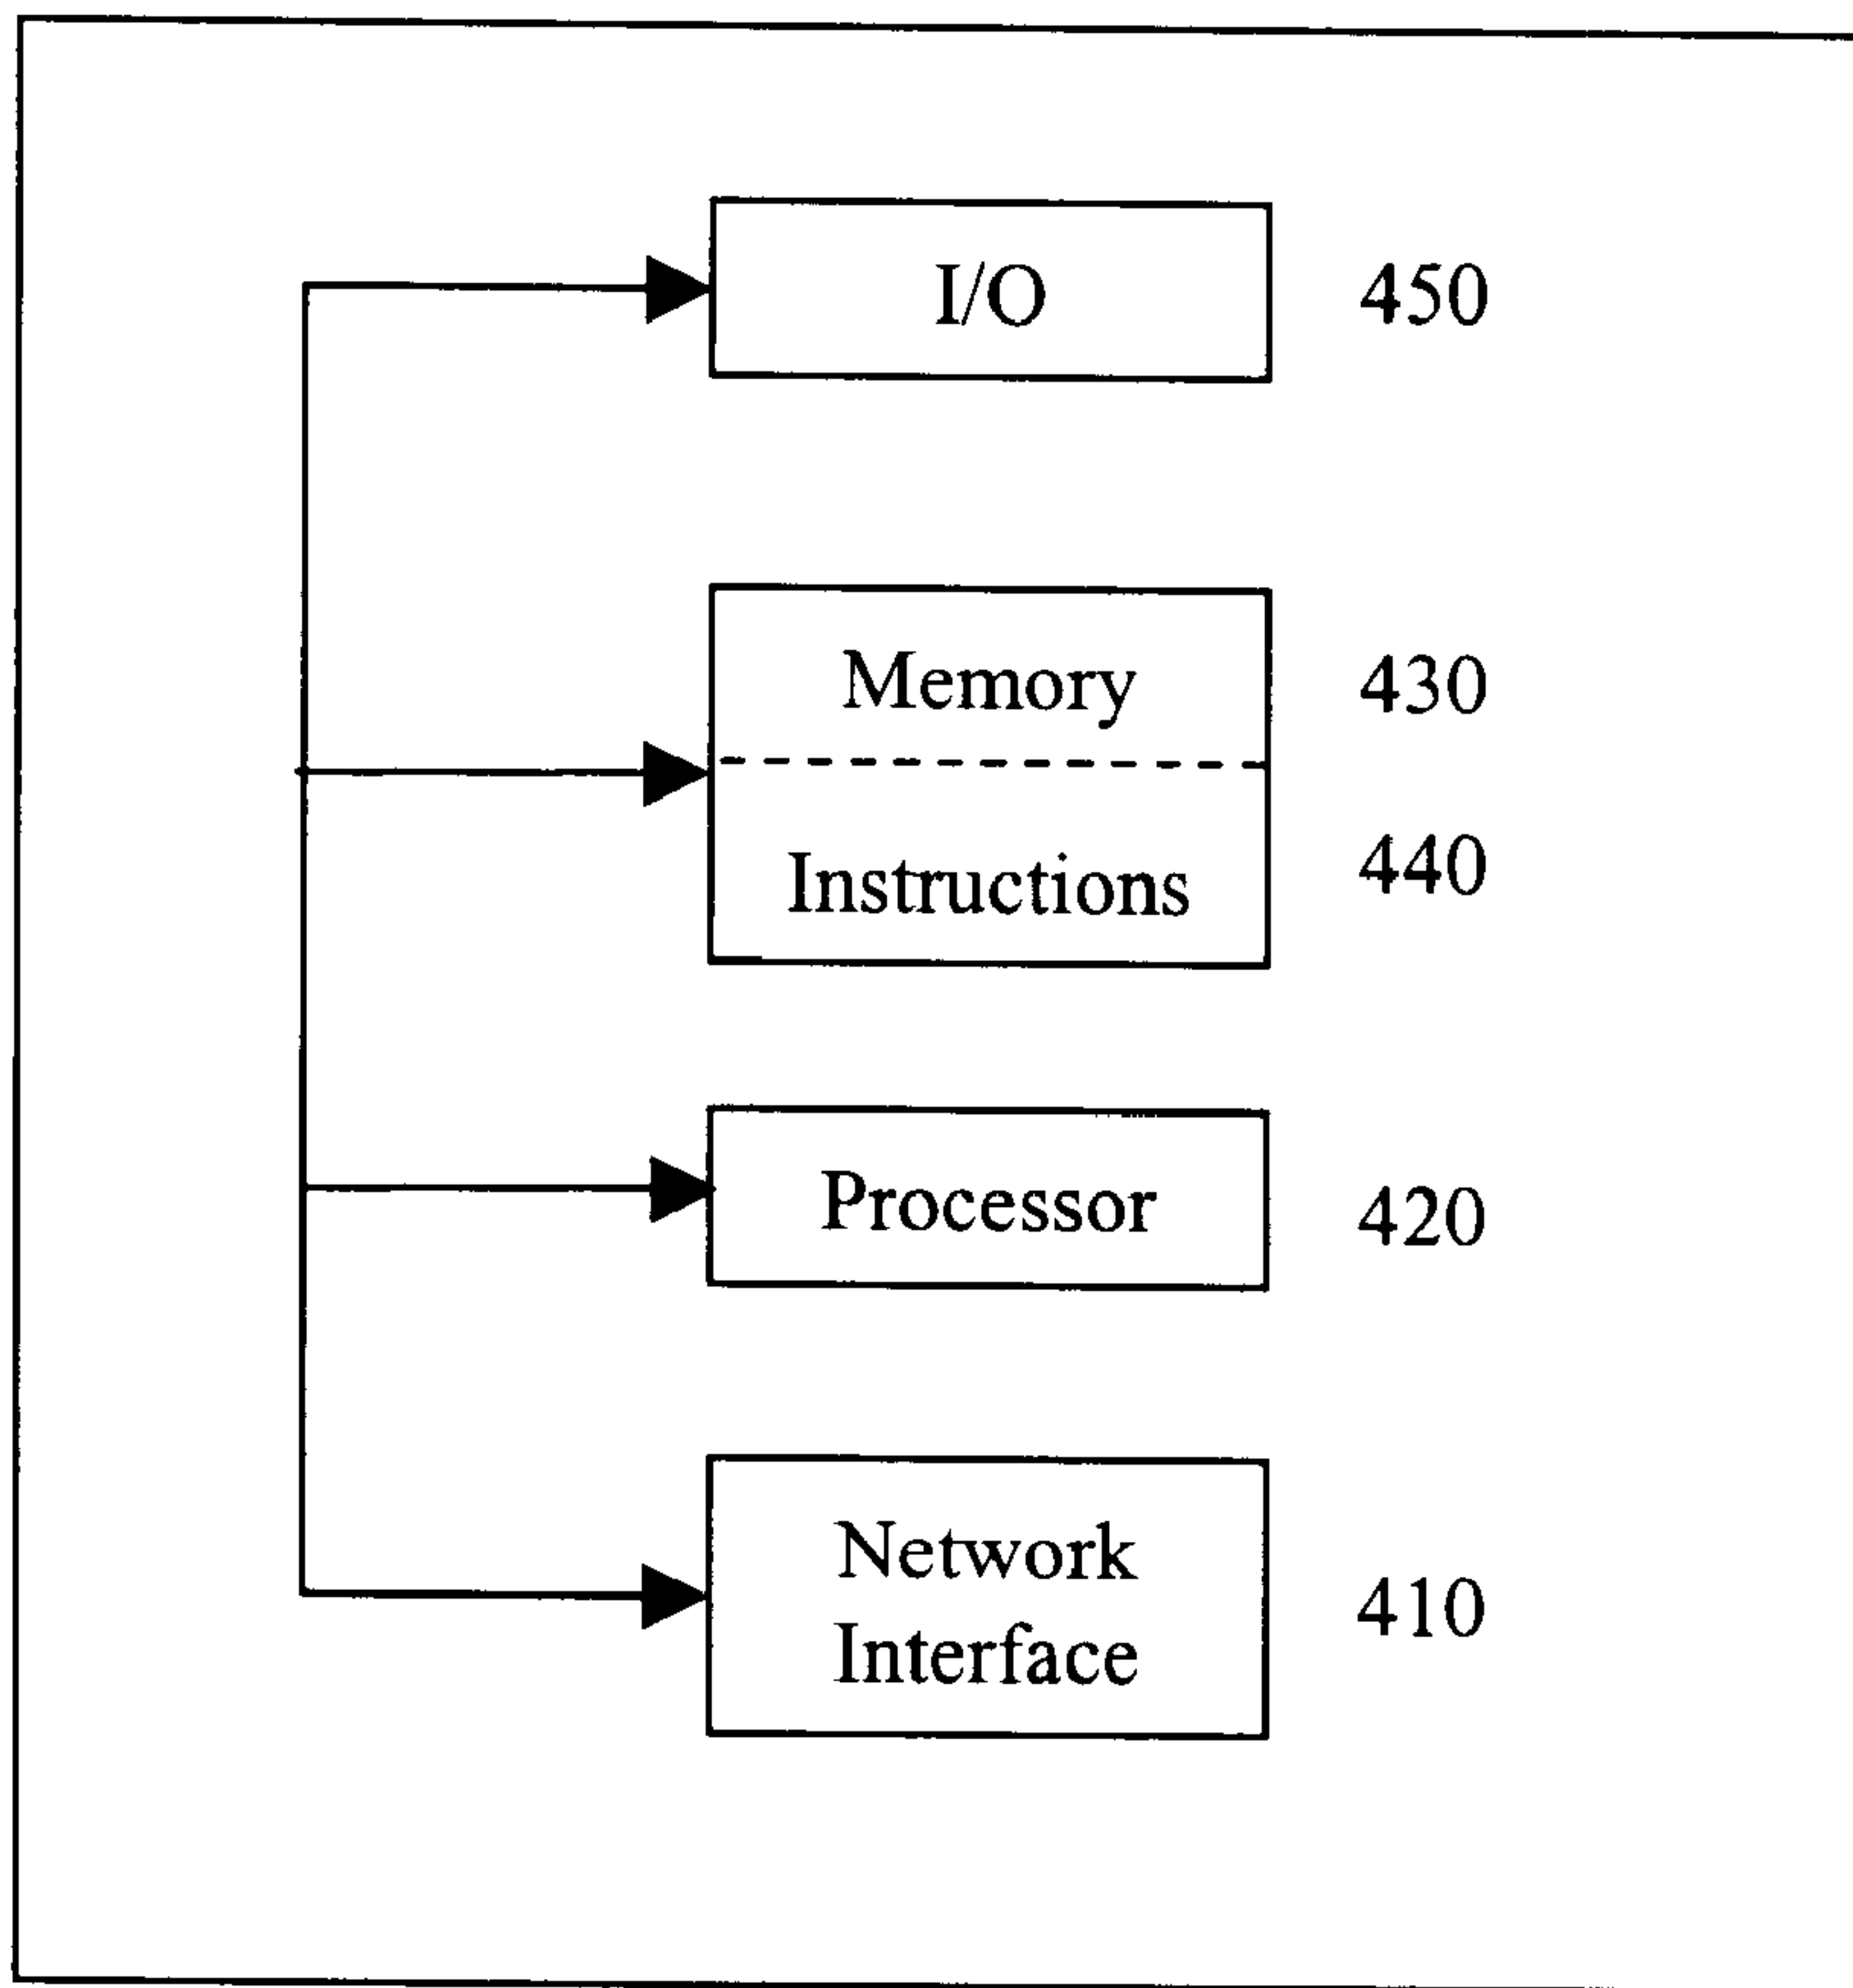 I/O 450
Memory 430
Instructions 440
Processor 420
Network
Interface 410